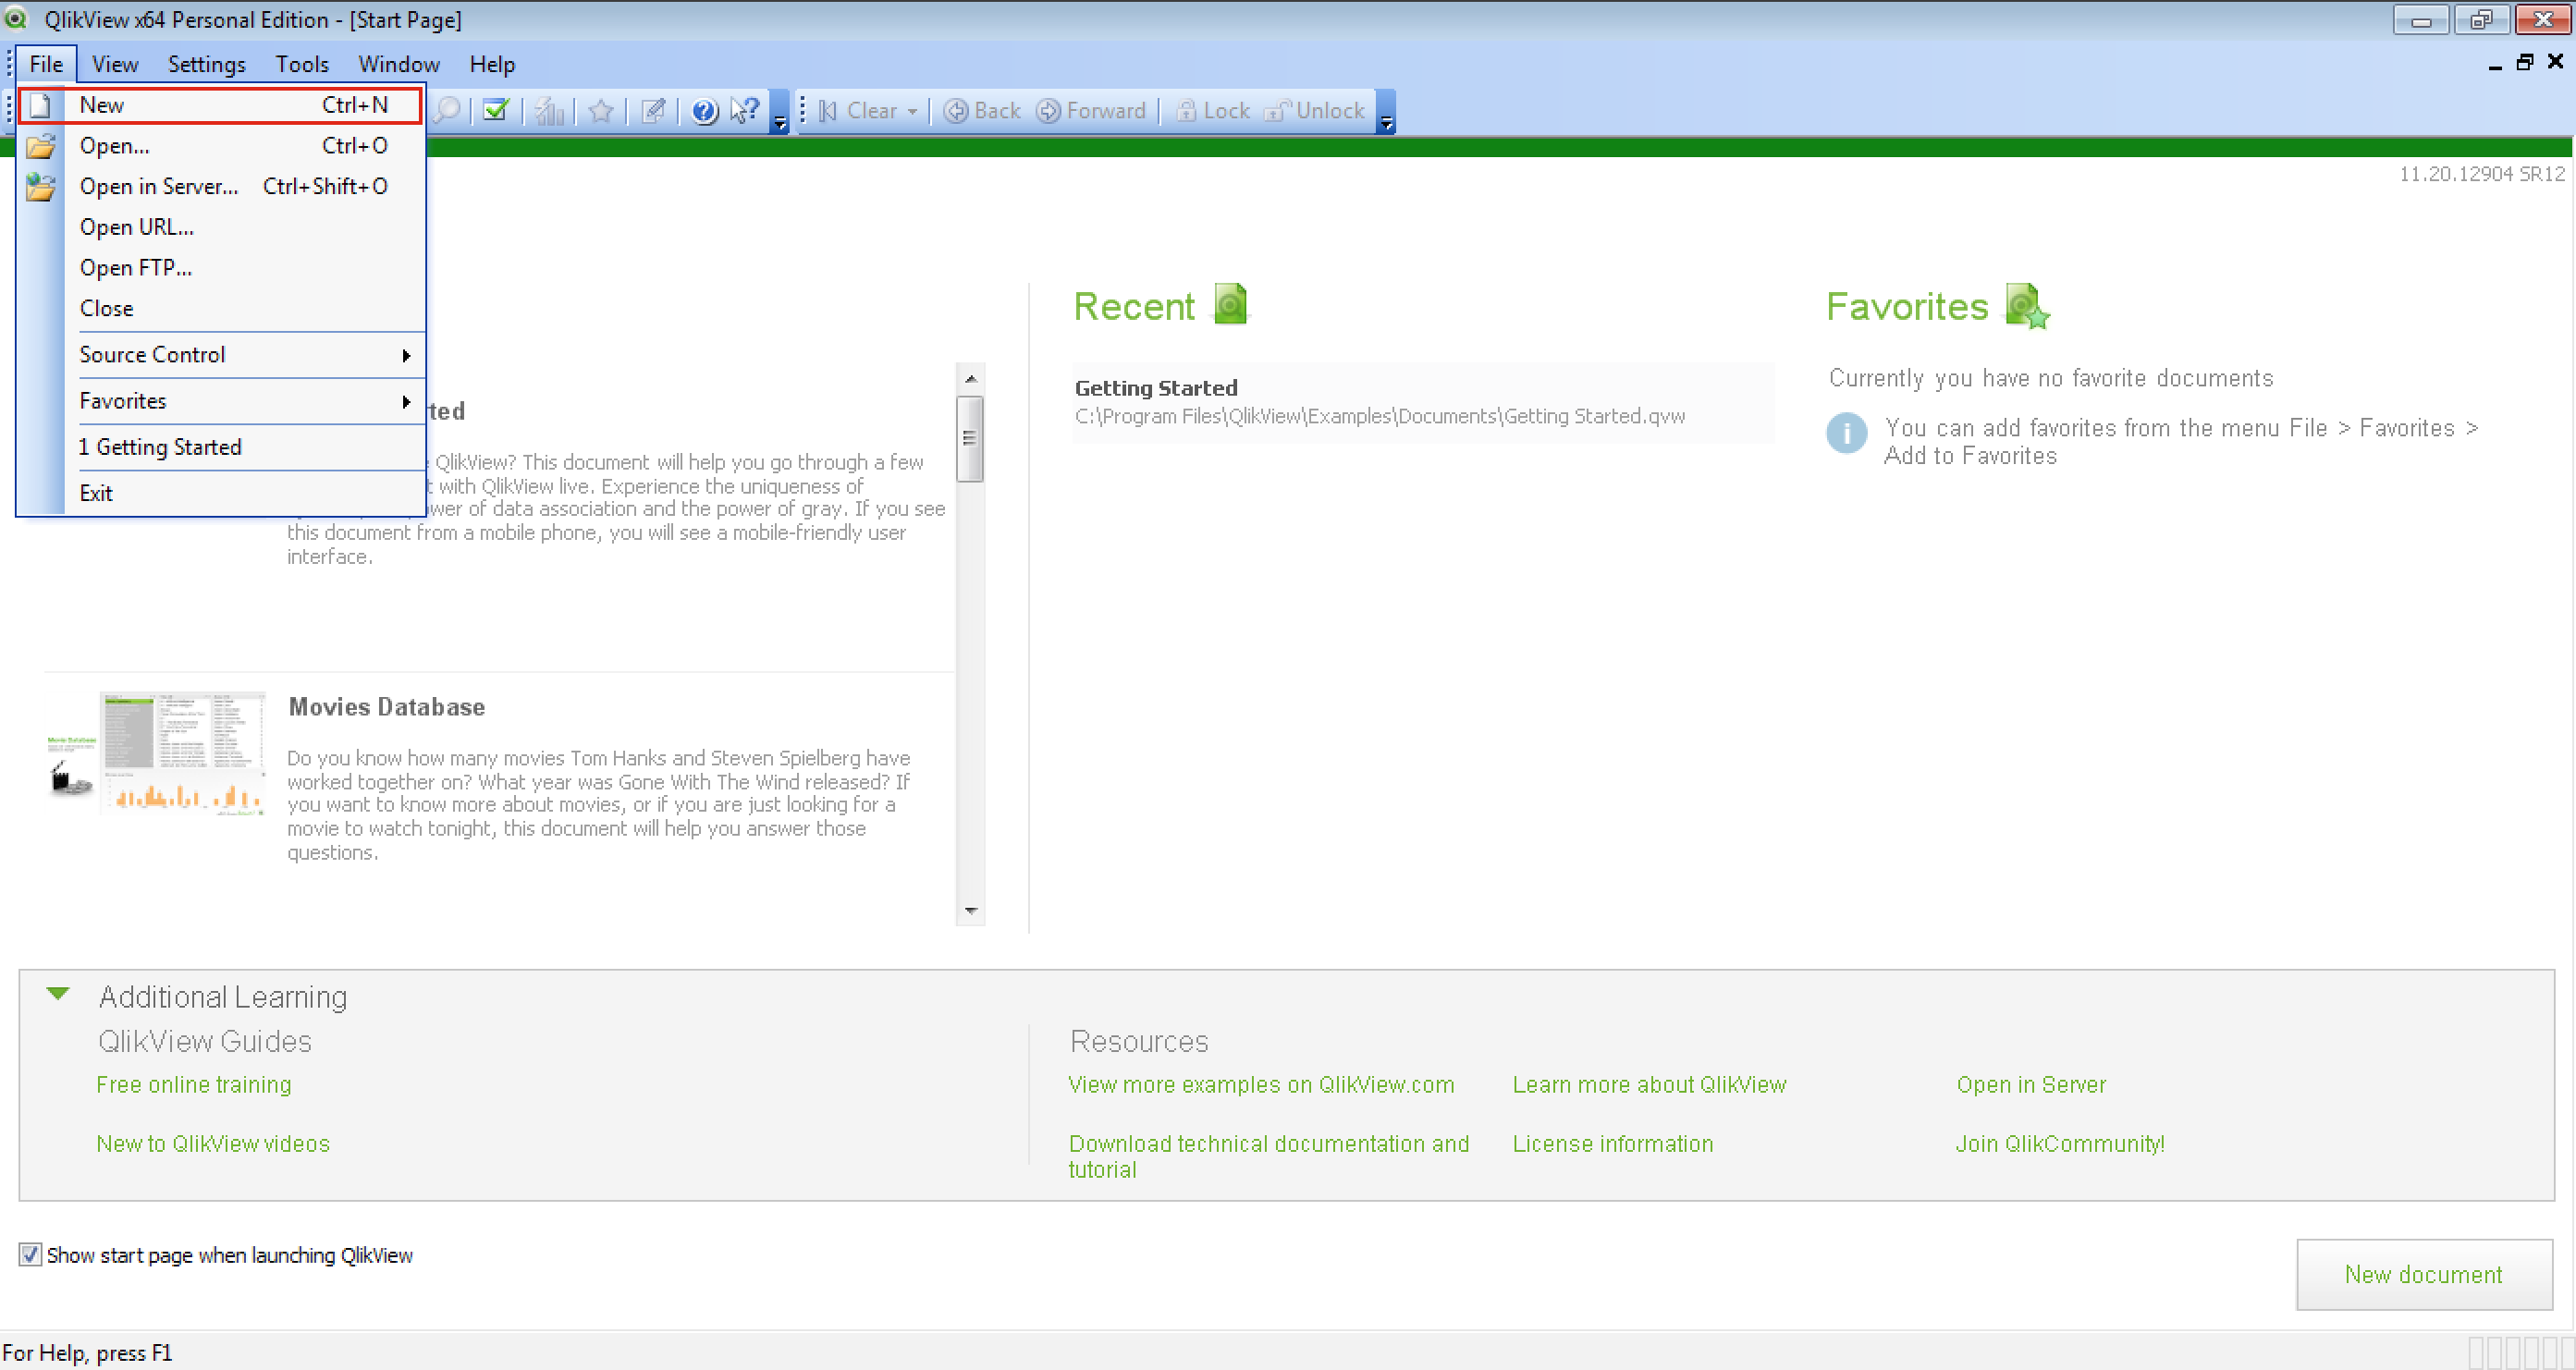 QlikView x64 Personal Edition - [Start Page]
File View Settings Tools Window Help
New Ctrl+N
Clear Back Forward Lock Unlock
Open... Ctrl+O
11.20.12904 SR12
Open in Server... Ctrl+Shift+O
Open URL...
Open FTP...
Close
Source Control
Favorites
1 Getting Started
Exit
ted
QlikView? This document will help you go through a few
with QlikView live. Experience the uniqueness of
wer of data association and the power of gray. If you see
this document from a mobile phone, you will see a mobile-friendly user
interface.
Movies Database
Do you know how many movies Tom Hanks and Steven Spielberg have
worked together on? What year was Gone With The Wind released? If
you want to know more about movies, or if you are just looking for a
movie to watch tonight, this document will help you answer those
questions.
Recent
Getting Started
C:\Program Files\QlikView\Examples\Documents\Getting Started.qvw
Favorites
Currently you have no favorite documents
You can add favorites from the menu File > Favorites >
Add to Favorites
Additional Learning
QlikView Guides
Free online training
New to QlikView videos
Resources
View more examples on QlikView.com
Download technical documentation and
tutorial
Learn more about QlikView
License information
Open in Server
Join QlikCommunity!
Show start page when launching QlikView
New document
For Help, press F1